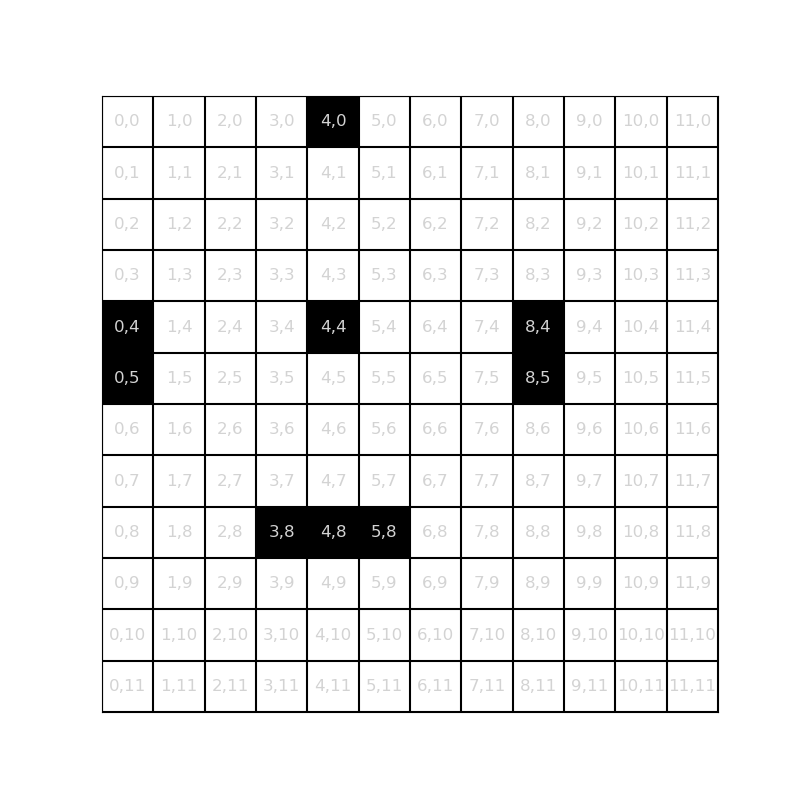 0,0 1,0 2,0 3,0 4,0 5,0 6,0 7,0 8,0 9,0 10,0 11,0
0,1 1,1 2,1 3,1 4,1 5,1 6,1 7,1 8,1 9,1 10,1 11,1
0,2 1,2 2,2 3,2 4,2 5,2 6,2 7,2 8,2 9,2 10,2 11,2
0,3 1,3 2,3 3,3 4,3 5,3 6,3 7,3 8,3 9,3 10,3 11,3
0,4 1,4 2,4 3,4 4,4 5,4 6,4 7,4 8,4 9,4 10,4 11,4
0,5 1,5 2,5 3,5 4,5 5,5 6,5 7,5 8,5 9,5 10,5 11,5
0,6 1,6 2,6 3,6 4,6 5,6 6,6 7,6 8,6 9,6 10,6 11,6
0,7 1,7 2,7 3,7 4,7 5,7 6,7 7,7 8,7 9,7 10,7 11,7
0,8 1,8 2,8 3,8 4,8 5,8 6,8 7,8 8,8 9,8 10,8 11,8
0,9 1,9 2,9 3,9 4,9 5,9 6,9 7,9 8,9 9,9 10,9 11,9
0,10 1,10 2,10 3,10 4,10 5,10 6,10 7,10 8,10 9,10 10,10 11,10
0,11 1,11 2,11 3,11 4,11 5,11 6,11 7,11 8,11 9,11 10,11 11,11